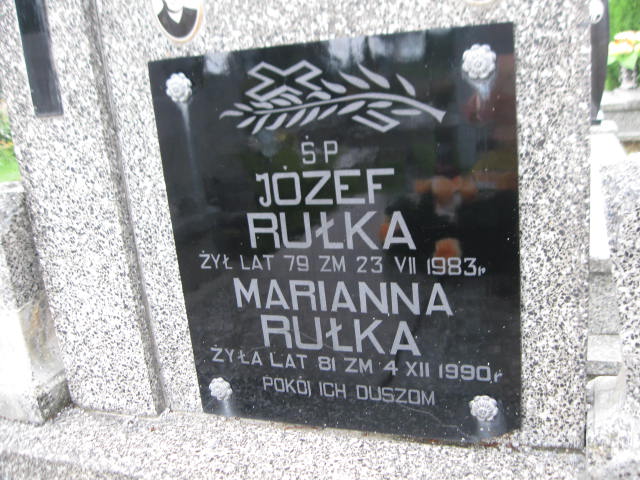 ŚP
JÓZEF
RUŁKA
ŻYŁ LAT 79 ZM 23 VII 1983r
MARIANNA
RUŁKA
ŻYŁA LAT 81 ZM 4 XII 1990r
POKÓJ ICH DUSZOM